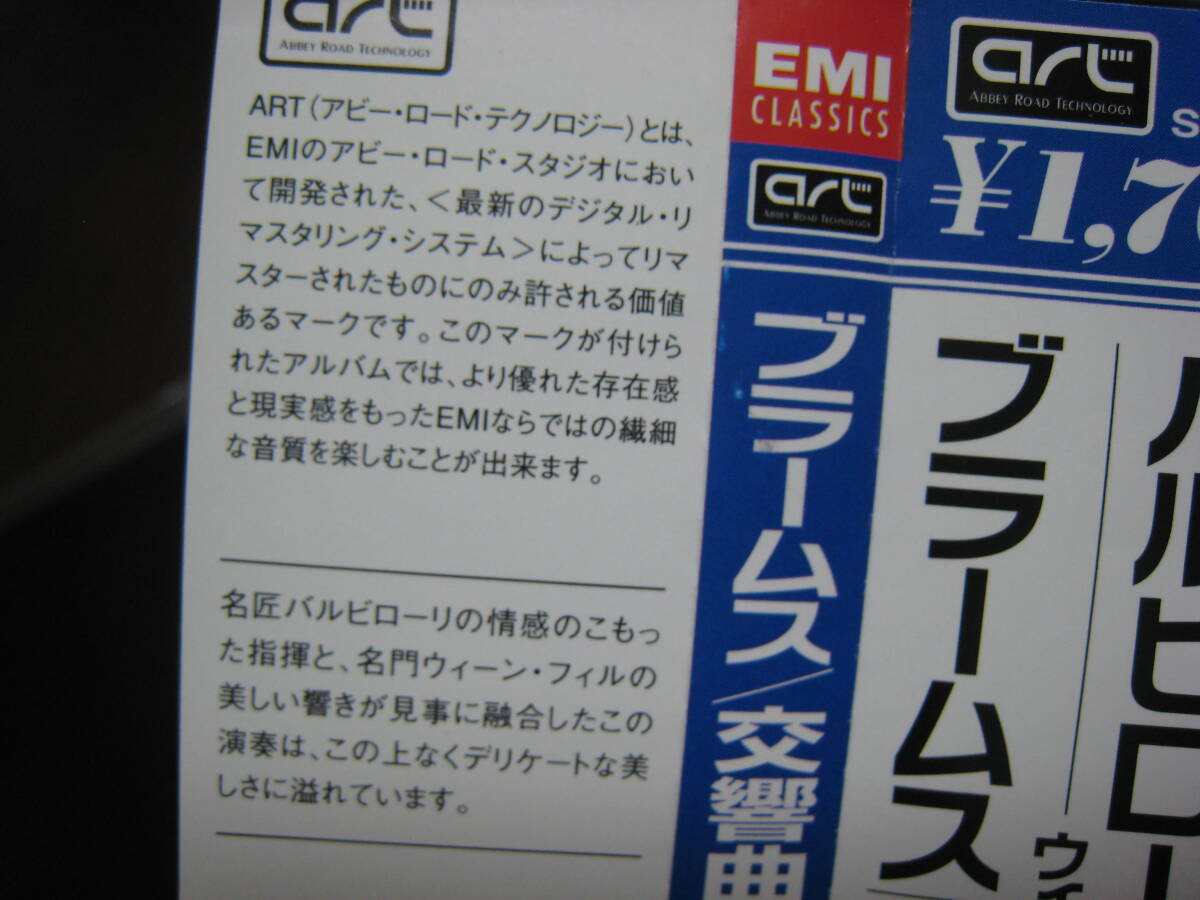 art
ABBEY ROAD TECHNOLOGY
ART（アビー・ロード・テクノロジー）とは、
EMIのアビー・ロード・スタジオにおい
て開発された、＜最新のデジタル・リ
マスタリング・システム＞によってリマ
スターされたものにのみ許される価値
あるマークです。このマークが付けら
れたアルバムでは、より優れた存在感
と現実感をもったEMIならではの繊細
な音質を楽しむことが出来ます。
名匠バルビローリの情感のこもっ
た指揮と、名門ウィーン・フィルの
美しい響きが見事に融合したこの
演奏は、この上なくデリケートな美
しさに溢れています。
EMI
CLASSICS
art
ABBEY ROAD TECHNOLOGY
ブラームス／交響曲
art
ABBEY ROAD TECHNOLOGY
S
¥1,7
ブラームス
バルビロー
ウィ